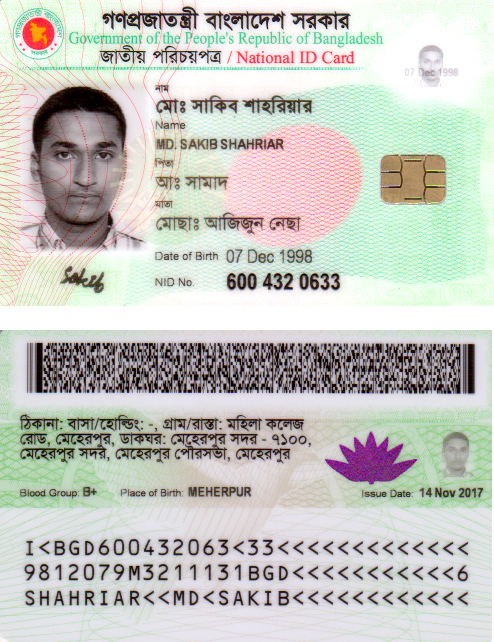 গণপ্রজাতন্ত্রী বাংলাদেশ সরকার
Government of the People's Republic of Bangladesh
জাতীয় পরিচয়পত্র / National ID Card
07 Dec 1998
নাম
মোঃ সাকিব শাহরিয়ার
Name
MD. SAKIB SHAHRIAR
পিতা
আঃ সামাদ
মাতা
মোছাঃ আজিজুন নেছা
Date of Birth 07 Dec 1998
Sakib
NID No. 600 432 0633
ঠিকানা: বাসা/হোল্ডিং: -, গ্রাম/রাস্তা: মহিলা কলেজ
রোড, মেহেরপুর, ডাকঘর: মেহেরপুর সদর - ৭১০০,
মেহেরপুর সদর, মেহেরপুর পৌরসভা, মেহেরপুর
Blood Group: B+ Place of Birth: MEHERPUR Issue Date: 14 Nov 2017
I<BGD600432063<33<<<<<<<<<<<<<
9812079M3211131BGD<<<<<<<<<<<6
SHAHRIAR<<MD<SAKIB<<<<<<<<<<<<